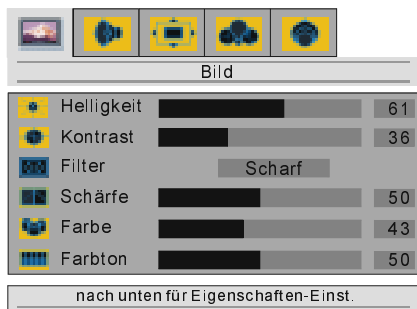 Bild
Helligkeit 61
Kontrast 36
Filter Scharf
Schärfe 50
Farbe 43
Farbton 50
nach unten für Eigenschaften-Einst.